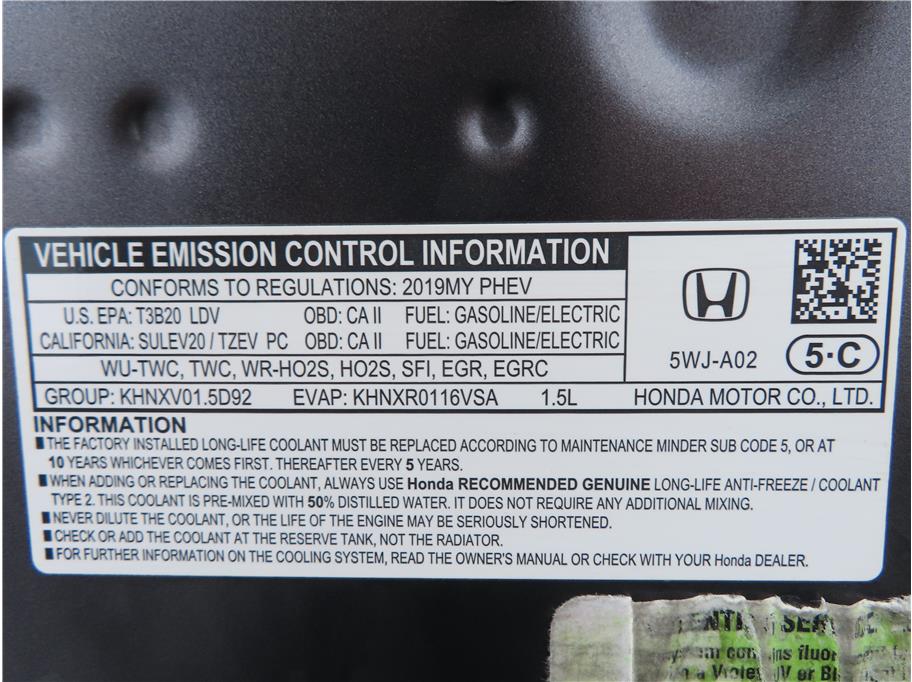 VEHICLE EMISSION CONTROL INFORMATION
CONFORMS TO REGULATIONS: 2019MY PHEV
U.S. EPA: T3B20 LDV OBD: CA II FUEL: GASOLINE/ELECTRIC
CALIFORNIA: SULEV20 / TZEV PC OBD: CA II FUEL: GASOLINE/ELECTRIC
WU-TWC, TWC, WR-HO2S, HO2S, SFI, EGR, EGRC
5WJ-A02 5·C
GROUP: KHNXV01.5D92 EVAP: KHNXR0116VSA 1.5L HONDA MOTOR CO., LTD.
INFORMATION
■THE FACTORY INSTALLED LONG-LIFE COOLANT MUST BE REPLACED ACCORDING TO MAINTENANCE MINDER SUB CODE 5, OR AT
10 YEARS WHICHEVER COMES FIRST. THEREAFTER EVERY 5 YEARS.
■WHEN ADDING OR REPLACING THE COOLANT, ALWAYS USE Honda RECOMMENDED GENUINE LONG-LIFE ANTI-FREEZE / COOLANT
TYPE 2. THIS COOLANT IS PRE-MIXED WITH 50% DISTILLED WATER. IT DOES NOT REQUIRE ANY ADDITIONAL MIXING.
■NEVER DILUTE THE COOLANT, OR THE LIFE OF THE ENGINE MAY BE SERIOUSLY SHORTENED.
■CHECK OR ADD THE COOLANT AT THE RESERVE TANK, NOT THE RADIATOR.
■FOR FURTHER INFORMATION ON THE COOLING SYSTEM, READ THE OWNER'S MANUAL OR CHECK WITH YOUR Honda DEALER.